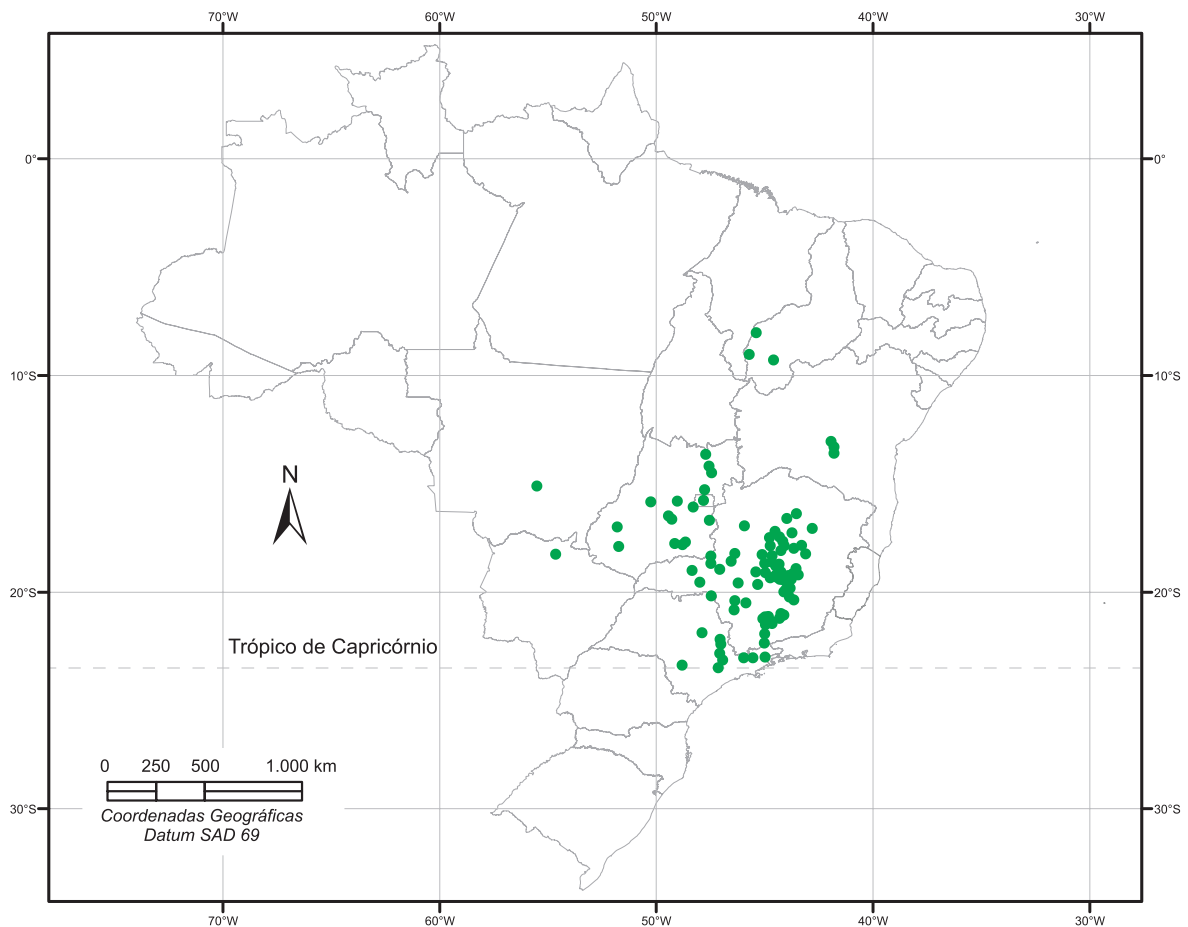 70°W 60°W 50°W 40°W 30°W
0° 0°
10°S 10°S
N
20°S 20°S
Trópico de Capricórnio
0 250 500 1.000 km
30°S 30°S
Coordenadas Geográficas
Datum SAD 69
70°W 60°W 50°W 40°W 30°W